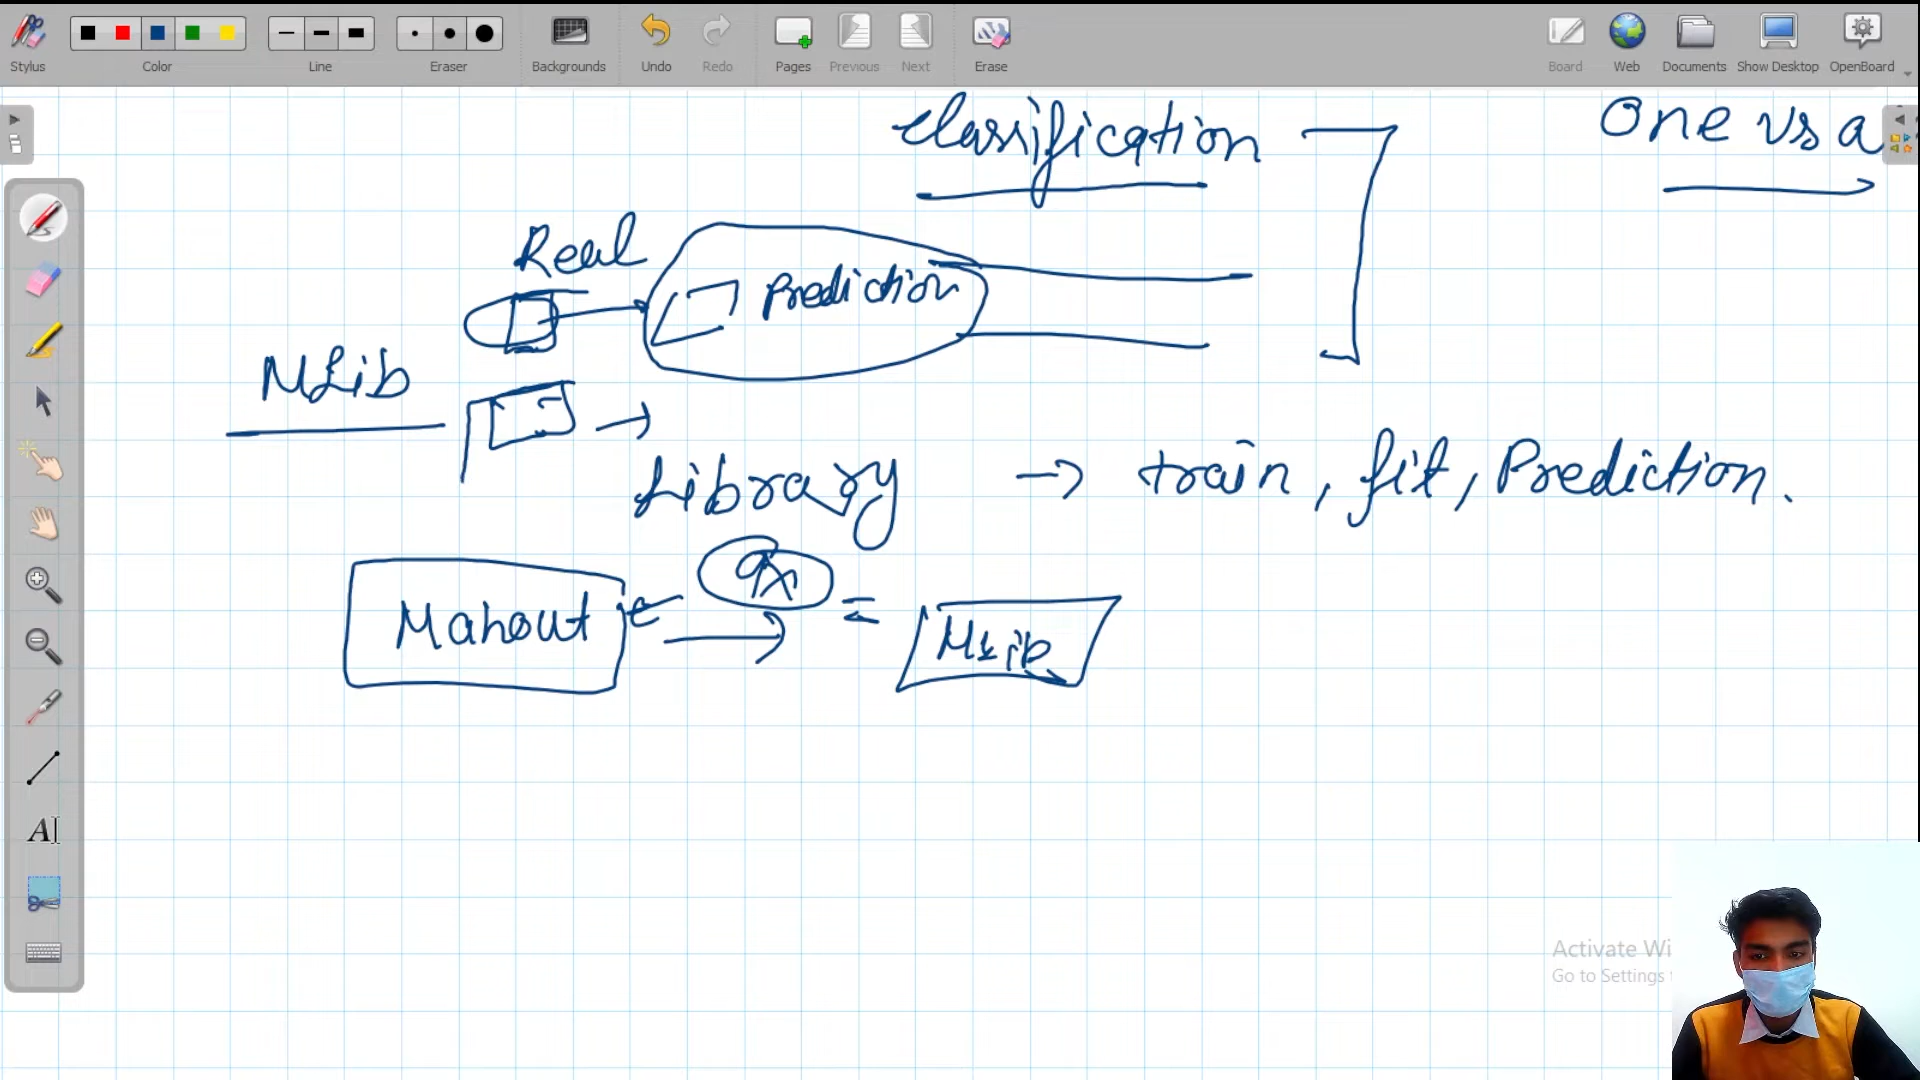 Stylus Color Line Eraser Backgrounds Undo Redo Pages Previous Next Erase Board Web Documents Show Desktop OpenBoard
classification
One vs a
Real
Prediction
MLib
Library → train, fit, Prediction.
Mahout 9x = MLib
A
Activate Wi
Go to Settings